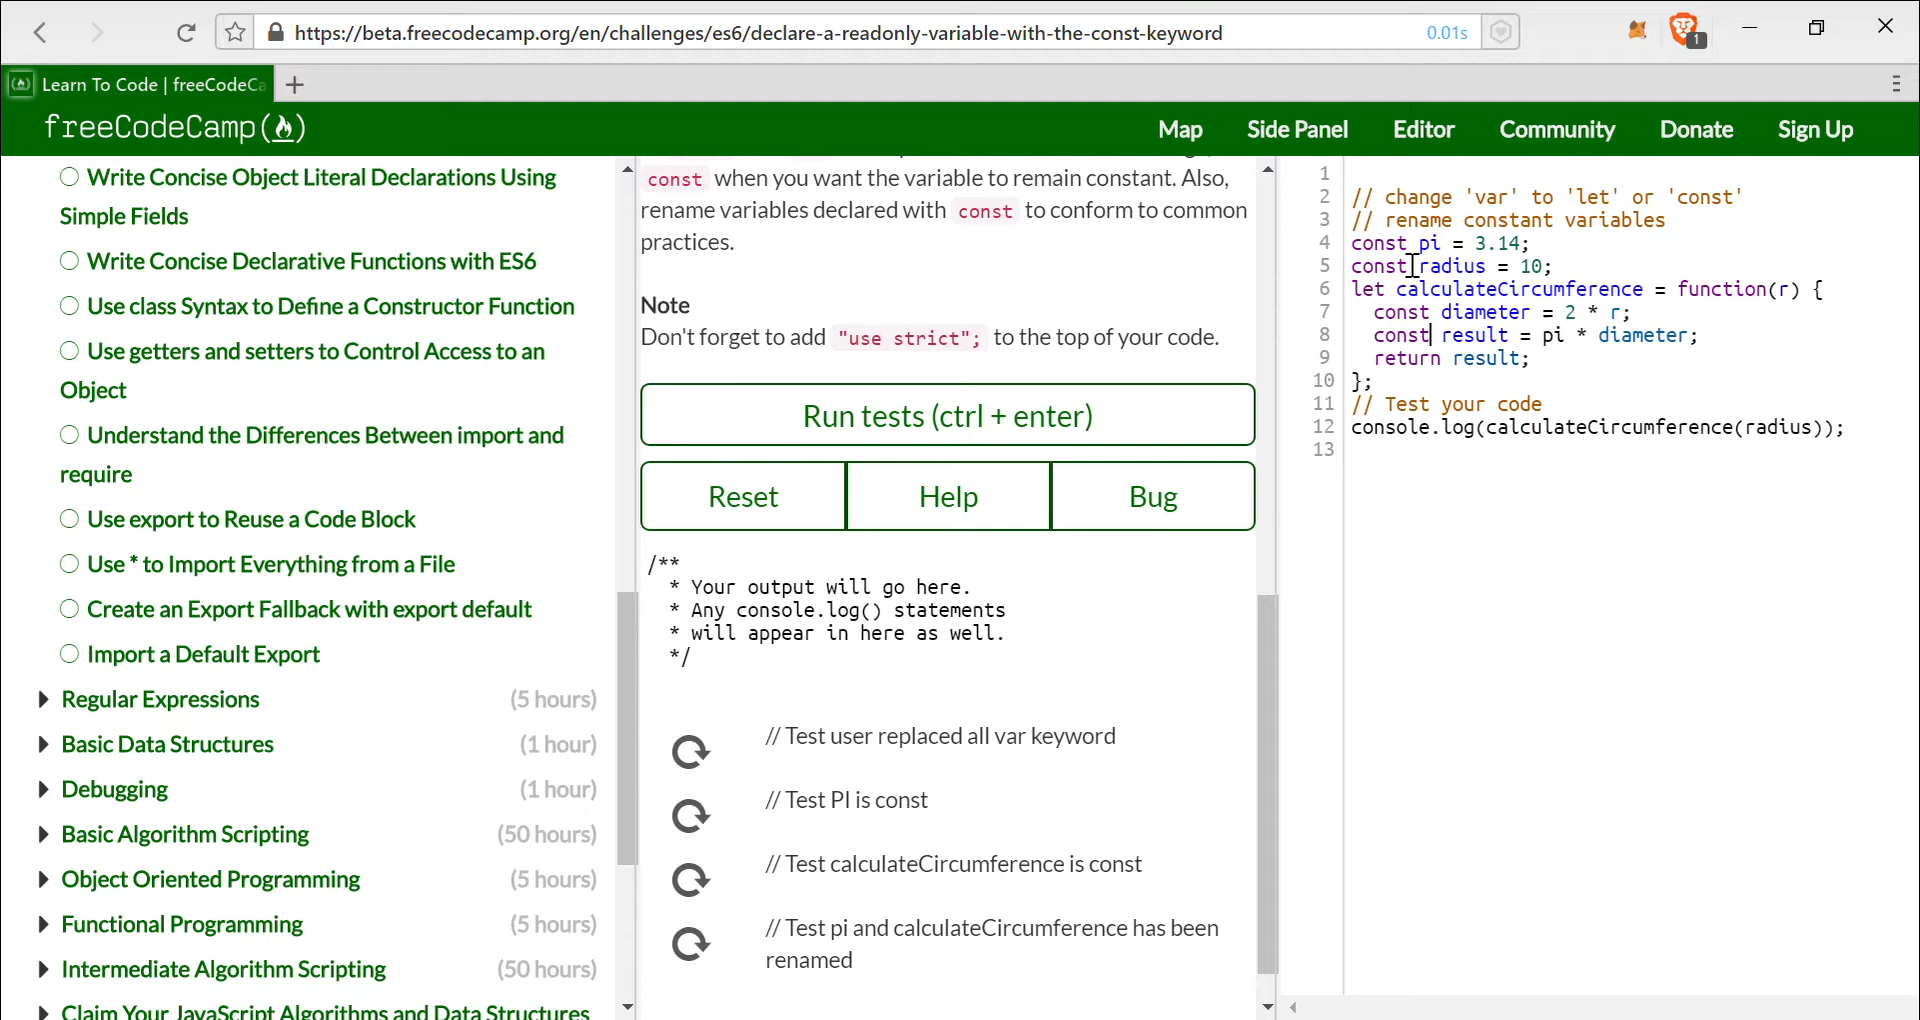 https://beta.freecodecamp.org/en/challenges/es6/declare-a-readonly-variable-with-the-const-keyword
0.01s
1
Learn To Code | freeCodeCa
freeCodeCamp
Map
Side Panel
Editor
Community
Donate
Sign Up
Write Concise Object Literal Declarations Using
Simple Fields
Write Concise Declarative Functions with ES6
Use class Syntax to Define a Constructor Function
Use getters and setters to Control Access to an
Object
Understand the Differences Between import and
require
Use export to Reuse a Code Block
Use * to Import Everything from a File
Create an Export Fallback with export default
Import a Default Export
Regular Expressions (5 hours)
Basic Data Structures (1 hour)
Debugging (1 hour)
Basic Algorithm Scripting (50 hours)
Object Oriented Programming (5 hours)
Functional Programming (5 hours)
Intermediate Algorithm Scripting (50 hours)
Claim Your JavaScript Algorithms and Data Structures
const when you want the variable to remain constant. Also,
rename variables declared with const to conform to common
practices.
Note
Don't forget to add "use strict"; to the top of your code.
Run tests (ctrl + enter)
Reset
Help
Bug
/**
* Your output will go here.
* Any console.log() statements
* will appear in here as well.
*/
// Test user replaced all var keyword
// Test PI is const
// Test calculateCircumference is const
// Test pi and calculateCircumference has been
renamed
1
2 // change 'var' to 'let' or 'const'
3 // rename constant variables
4 const pi = 3.14;
5 const radius = 10;
6 let calculateCircumference = function(r) {
7 const diameter = 2 * r;
8 const result = pi * diameter;
9 return result;
10 };
11 // Test your code
12 console.log(calculateCircumference(radius));
13